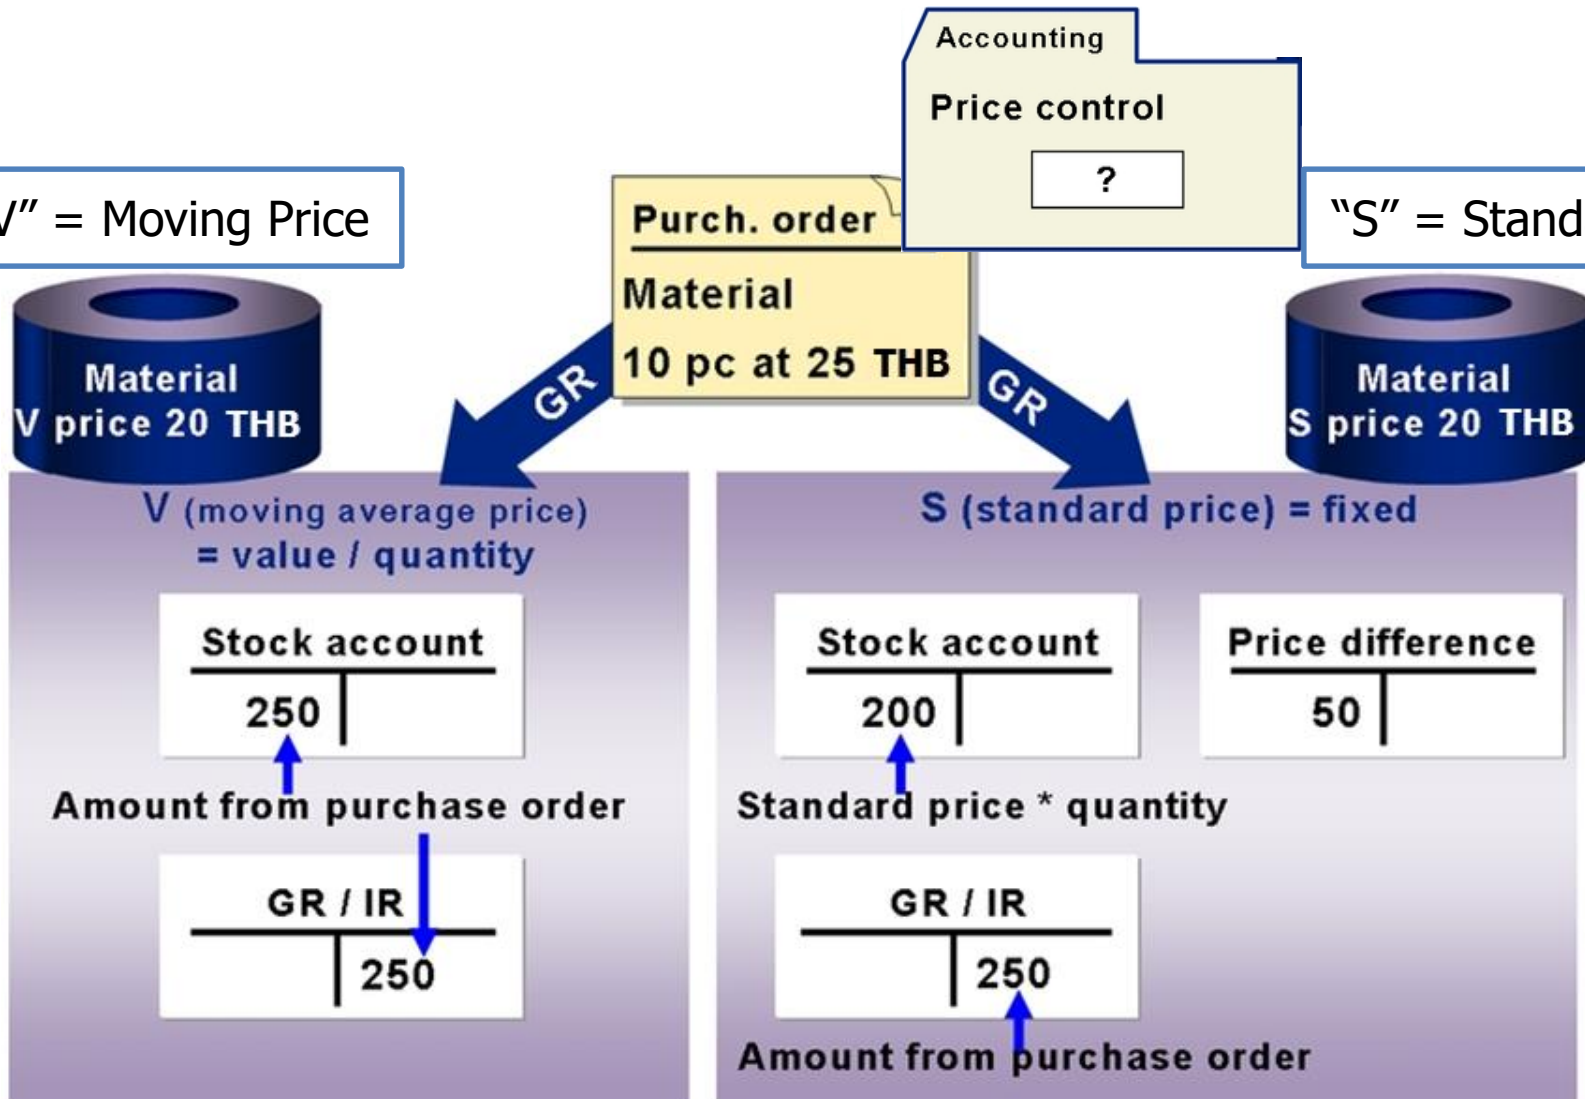 Accounting
Price control
?
V” = Moving Price
“S” = Stand
Purch. order
Material
10 pc at 25 THB
Material
V price 20 THB
GR
GR
Material
S price 20 THB
V (moving average price)
= value / quantity
S (standard price) = fixed
Stock account
250
Amount from purchase order
GR / IR
250
Stock account
200
Price difference
50
Standard price * quantity
GR / IR
250
Amount from purchase order